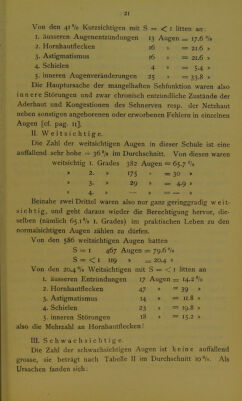 21
Von den 41 % Kurzsichtigen mit S = < 1 litten an:
1. äusseren Augenentzündungen 13 Augen = 17.6 %
2. Hornhautflecken 16 » = 21.6 »
3. Astigmatismus 16 » = 21.6 »
4. Schielen 4 » = 5.4 »
5. inneren Augenveränderungen 25 » = 33.8 »
Die Hauptursache der mangelhaften Sehfunktion waren also
innere Störungen und zwar chronisch entzündliche Zustände der
Aderhaut und Kongestionen des Sehnerven resp. der Netzhaut
neben sonstigen angeborenen oder erworbenen Fehlern in einzelnen
Augen [cf. pag. 11].
II. Weitsichtige.
Die Zahl der weitsichtigen Augen in dieser Schule ist eine
auffallend sehr hohe = 36 % im Durchschnitt. Von diesen waren
weitsichtig 1. Grades 382 Augen = 65.1 %
» 2. » 175 » = 30 »
» 3. » 29 » = 4.9 »
» 4. » » = — »
Beinahe zwei Drittel waren also nur ganz geringgradig weit-
sichtig, und geht daraus wieder die Berechtigung hervor, die-
selben (nämlich 65.1 % 1. Grades) im praktischen Leben zu den
normalsichtigen Augen zählen zu dürfen.
Von den 586 weitsichtigen Augen hatten
S = 1 467 Augen = 79.6 %
S = < 1 119 » = 20.4 »
Von den 20.4 % Weitsichtigen mit S = < 1 litten an
1. äusseren Entzündungen 17 Augen = 14.2 %
2. Hornhautflecken 47 » = 39 »
3. Astigmatismus 14 » = 11.8 »
4. Schielen 23 » = 19.8 »
5. inneren Störungen 18 » = 15.2 »
also die Mehrzahl an Hornhautflecken!
III. Schwachsichtige.
Die Zahl der schwachsichtigen Augen ist keine auffallend
grosse, sie beträgt nach Tabelle II im Durchschnitt 10 %. Als
Ursachen fanden sich: